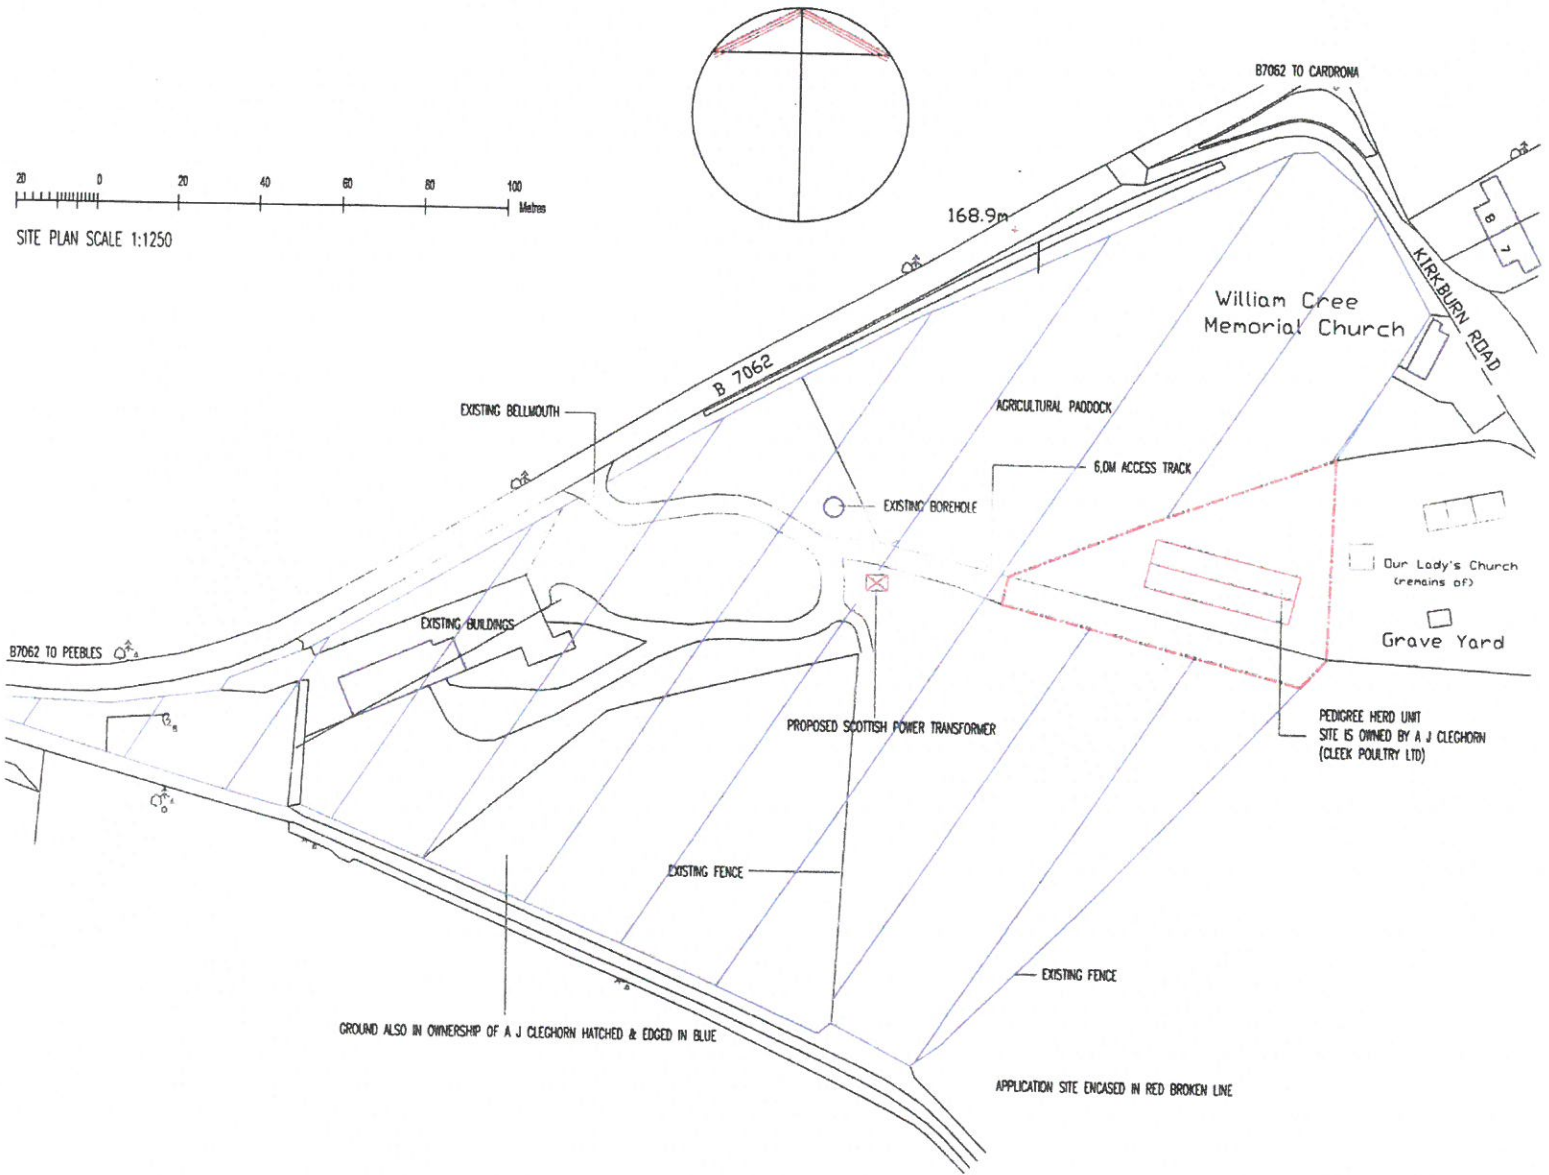 B7062 TO CARDRONA
20 0 20 40 60 80 100
Metres
SITE PLAN SCALE 1:1250
168.9m
8
7
KIRKBURN ROAD
William Cree
Memorial Church
B 7062
EXISTING BELLMOUTH
AGRICULTURAL PADDOCK
6.0M ACCESS TRACK
EXISTING BOREHOLE
Our Lady's Church
(remains of)
Grave Yard
EXISTING BUILDINGS
B7062 TO PEEBLES
PROPOSED SCOTTISH POWER TRANSFORMER
PEDIGREE HERD UNIT
SITE IS OWNED BY A J CLEGHORN
(CLEEK POULTRY LTD)
EXISTING FENCE
EXISTING FENCE
GROUND ALSO IN OWNERSHIP OF A J CLEGHORN HATCHED & EDGED IN BLUE
APPLICATION SITE ENCASED IN RED BROKEN LINE